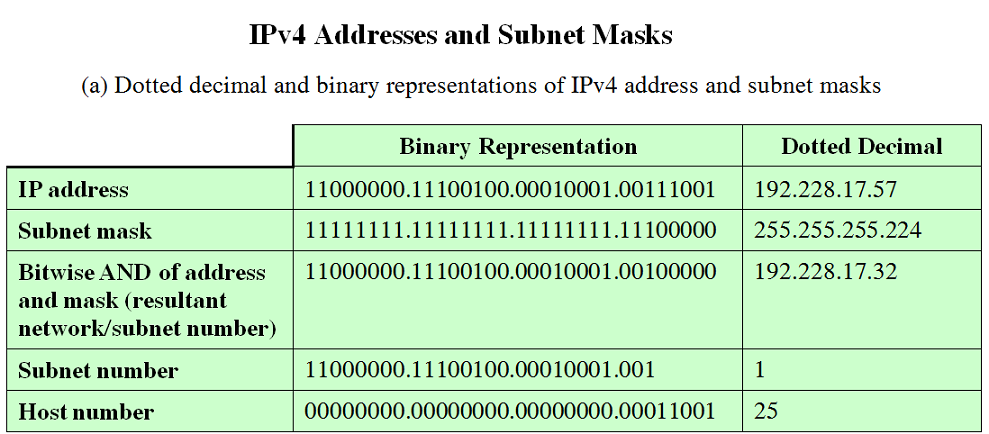 IPv4 Addresses and Subnet Masks
(a) Dotted decimal and binary representations of IPv4 address and subnet masks
Binary Representation Dotted Decimal
IP address 11000000.11100100.00010001.00111001 192.228.17.57
Subnet mask 11111111.11111111.11111111.11100000 255.255.255.224
Bitwise AND of address 11000000.11100100.00010001.00100000 192.228.17.32
and mask (resultant
network/subnet number)
Subnet number 11000000.11100100.00010001.001 1
Host number 00000000.00000000.00000000.00011001 25